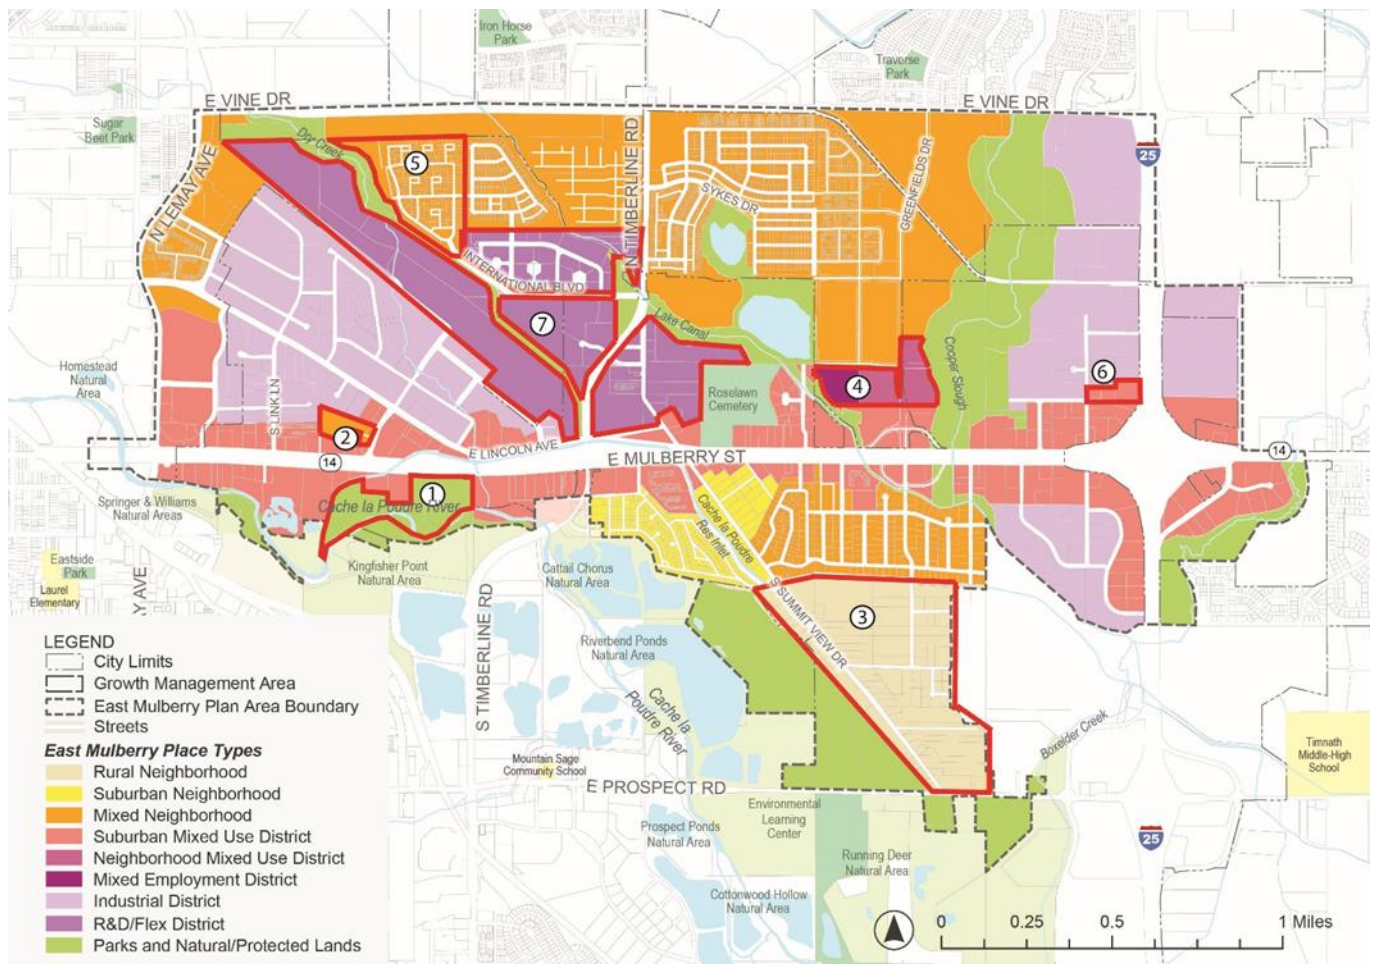 Iron Horse
Park
Traverse
Park
E VINE DR
E VINE DR
Sugar
Beet Park
Dry Creek
5
25
N LEMAY AVE
N TIMBERLINE RD
SYKES DR
GREENFIELDS DR
INTERNATIONAL BLVD
7
Lake Canal
Cooper Slough
Homestead
Natural
Area
S LINK LN
Roselawn
Cemetery
4
6
2
E LINCOLN AVE
E MULBERRY ST
14
14
1
Springer & Williams
Natural Areas
Cache la Poudre River
Cache la Poudre
Res Inlet
Eastside
Park
Laurel
Elementary
Kingfisher Point
Natural Area
Cattail Chorus
Natural Area
AY AVE
S TIMBERLINE RD
3
S SUMMIT VIEW DR
Riverbend Ponds
Natural Area
Cache la
Poudre River
Boxelder Creek
Timnath
Middle-High
School
Mountain Sage
Community School
E PROSPECT RD
Environmental
Learning
Center
Prospect Ponds
Natural Area
25
Running Deer
Natural Area
Cottonwood Hollow
Natural Area
LEGEND
City Limits
Growth Management Area
East Mulberry Plan Area Boundary
Streets
East Mulberry Place Types
Rural Neighborhood
Suburban Neighborhood
Mixed Neighborhood
Suburban Mixed Use District
Neighborhood Mixed Use District
Mixed Employment District
Industrial District
R&D/Flex District
Parks and Natural/Protected Lands
0 0.25 0.5 1 Miles